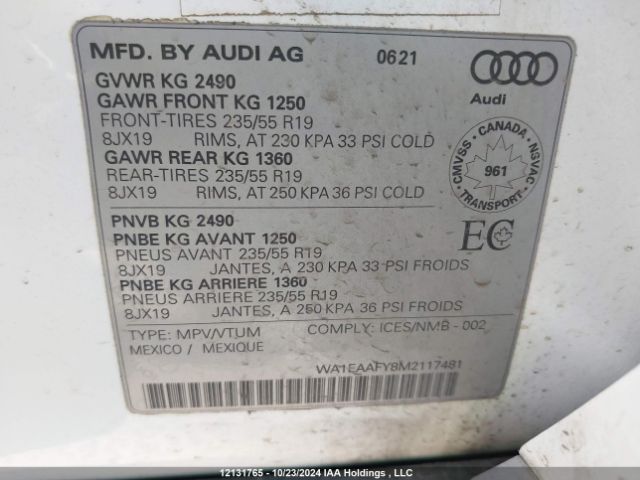 MFD. BY AUDI AG 0621
Audi
GVWR KG 2490
GAWR FRONT KG 1250
FRONT-TIRES 235/55 R19
8JX19 RIMS, AT 230 KPA 33 PSI COLD
GAWR REAR KG 1360
REAR-TIRES 235/55 R19
8JX19 RIMS, AT 250 KPA 36 PSI COLD
CMVSS - CANADA - NSVAC
961
TRANSPORT
PNVB KG 2490
PNBE KG AVANT 1250
PNEUS AVANT 235/55 R19
8JX19 JANTES, A 230 KPA 33 PSI FROIDS
PNBE KG ARRIERE 1360
PNEUS ARRIERE 235/55 R19
8JX19 JANTES, A 250 KPA 36 PSI FROIDS
EC
TYPE: MPV/VTUM COMPLY: ICES/NMB - 002
MEXICO / MEXIQUE
WA1EAAFY8M2117481
12131765 - 10/23/2024 IAA Holdings , LLC